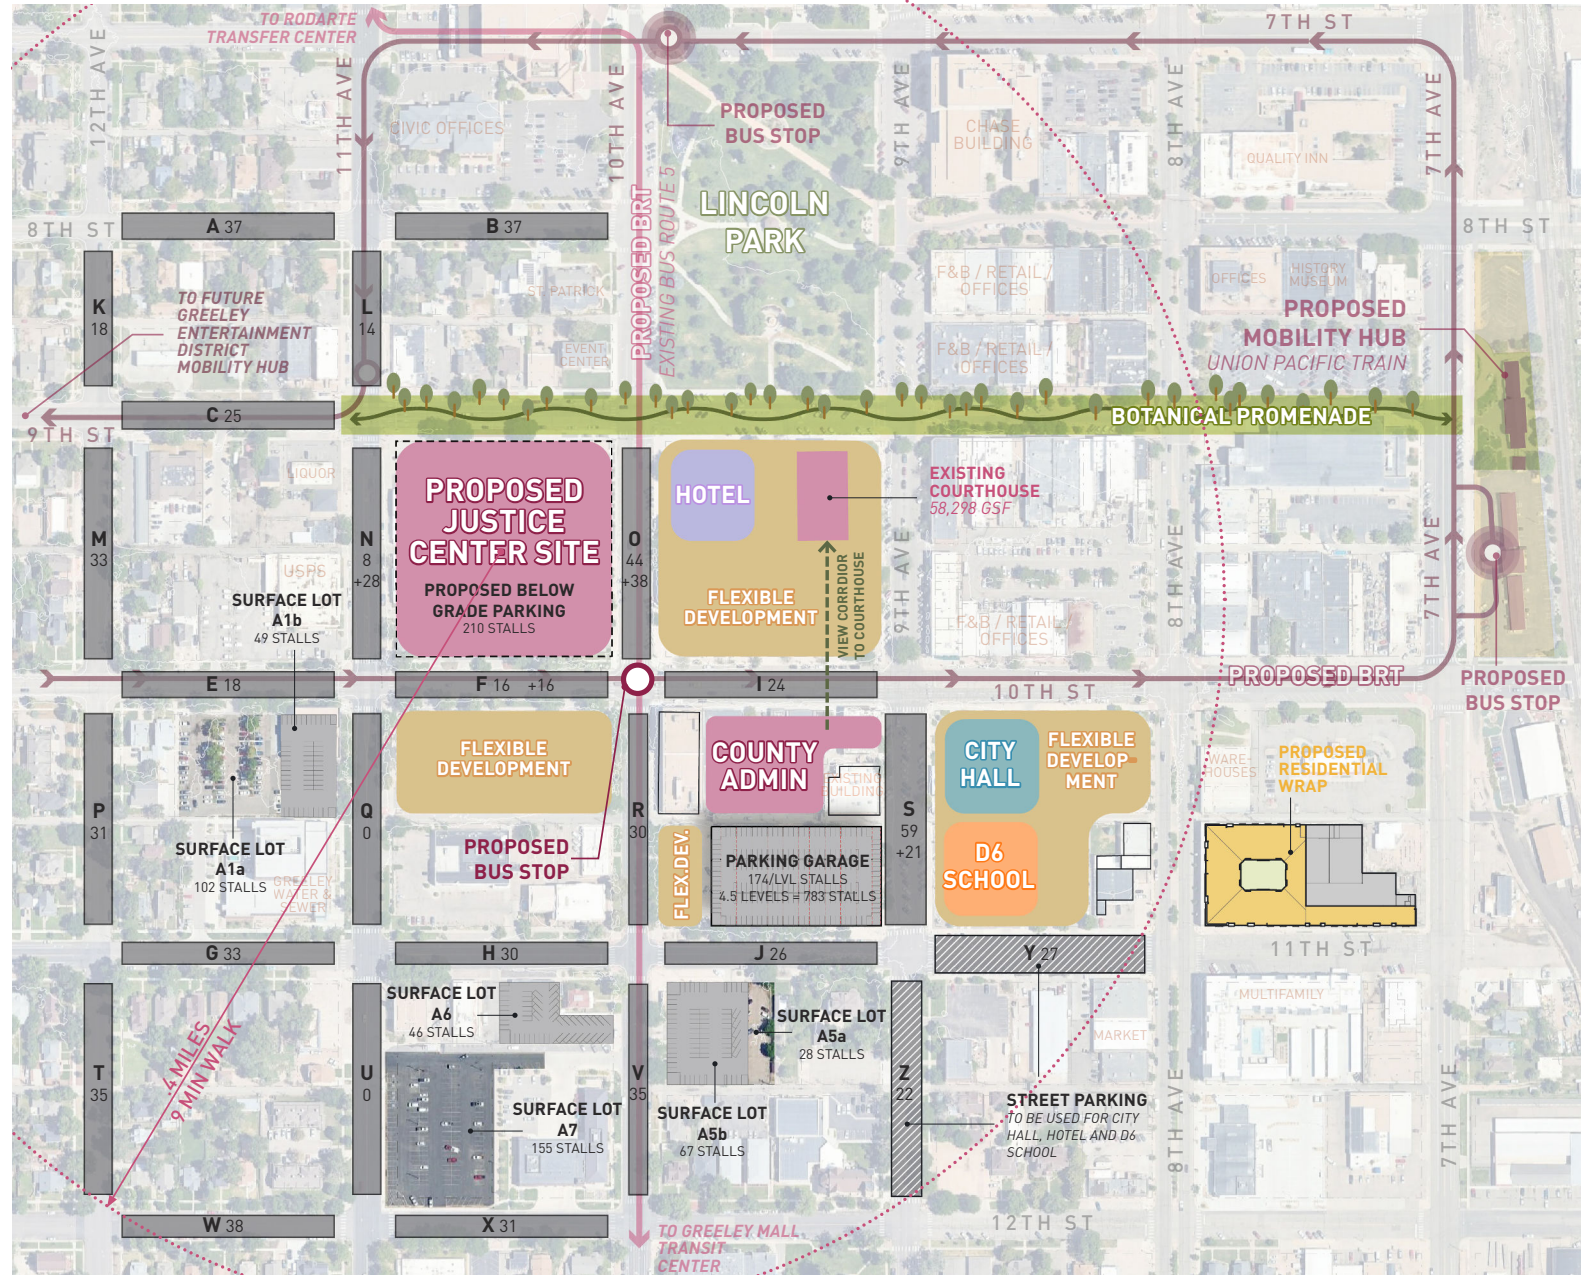 TO RODARTE
TRANSFER CENTER
7TH ST
12TH AVE
11TH AVE
10TH AVE
9TH AVE
8TH AVE
7TH AVE
CIVIC OFFICES
PROPOSED
BUS STOP
CHASE
BUILDING
QUALITY INN
LINCOLN
PARK
PROPOSED BRT
EXISTING BUS ROUTE 5
8TH ST
A 37
B 37
8TH ST
K
18
L
14
TO FUTURE
GREELEY
ENTERTAINMENT
DISTRICT
MOBILITY HUB
ST. PATRICK
EVENT
CENTER
F&B / RETAIL /
OFFICES
F&B / RETAIL /
OFFICES
OFFICES
HISTORY
MUSEUM
PROPOSED
MOBILITY HUB
UNION PACIFIC TRAIN
C 25
9TH ST
BOTANICAL PROMENADE
LIQUOR
M
33
N
8
+28
USPS
SURFACE LOT
A1b
49 STALLS
PROPOSED
JUSTICE
CENTER SITE
PROPOSED BELOW
GRADE PARKING
210 STALLS
O
44
+38
HOTEL
FLEXIBLE
DEVELOPMENT
EXISTING
COURTHOUSE
58,298 GSF
VIEW CORRDIOR
TO COURTHOUSE
9TH AVE
F&B / RETAIL /
OFFICES
8TH AVE
7TH AVE
E 18
F 16 +16
I 24
10TH ST
PROPOSED BRT
PROPOSED
BUS STOP
P
31
SURFACE LOT
A1a
102 STALLS
GREELEY
WATER &
SEWER
Q
0
FLEXIBLE
DEVELOPMENT
PROPOSED
BUS STOP
R
30
COUNTY
ADMIN
EXISTING
BUILDING
FLEX.DEV.
PARKING GARAGE
174/LVL STALLS
4.5 LEVELS = 783 STALLS
S
59
+21
CITY
HALL
FLEXIBLE
DEVELOP-
MENT
D6
SCHOOL
WARE-
HOUSES
PROPOSED
RESIDENTIAL
WRAP
G 33
H 30
J 26
Y 27
11TH ST
T
35
.4 MILES
9 MIN WALK
U
0
SURFACE LOT
A6
46 STALLS
SURFACE LOT
A7
155 STALLS
V
35
SURFACE LOT
A5a
28 STALLS
SURFACE LOT
A5b
67 STALLS
Z
22
MULTIFAMILY
MARKET
STREET PARKING
TO BE USED FOR CITY
HALL, HOTEL AND D6
SCHOOL
8TH AVE
7TH AVE
W 38
X 31
TO GREELEY MALL
TRANSIT
CENTER
12TH ST